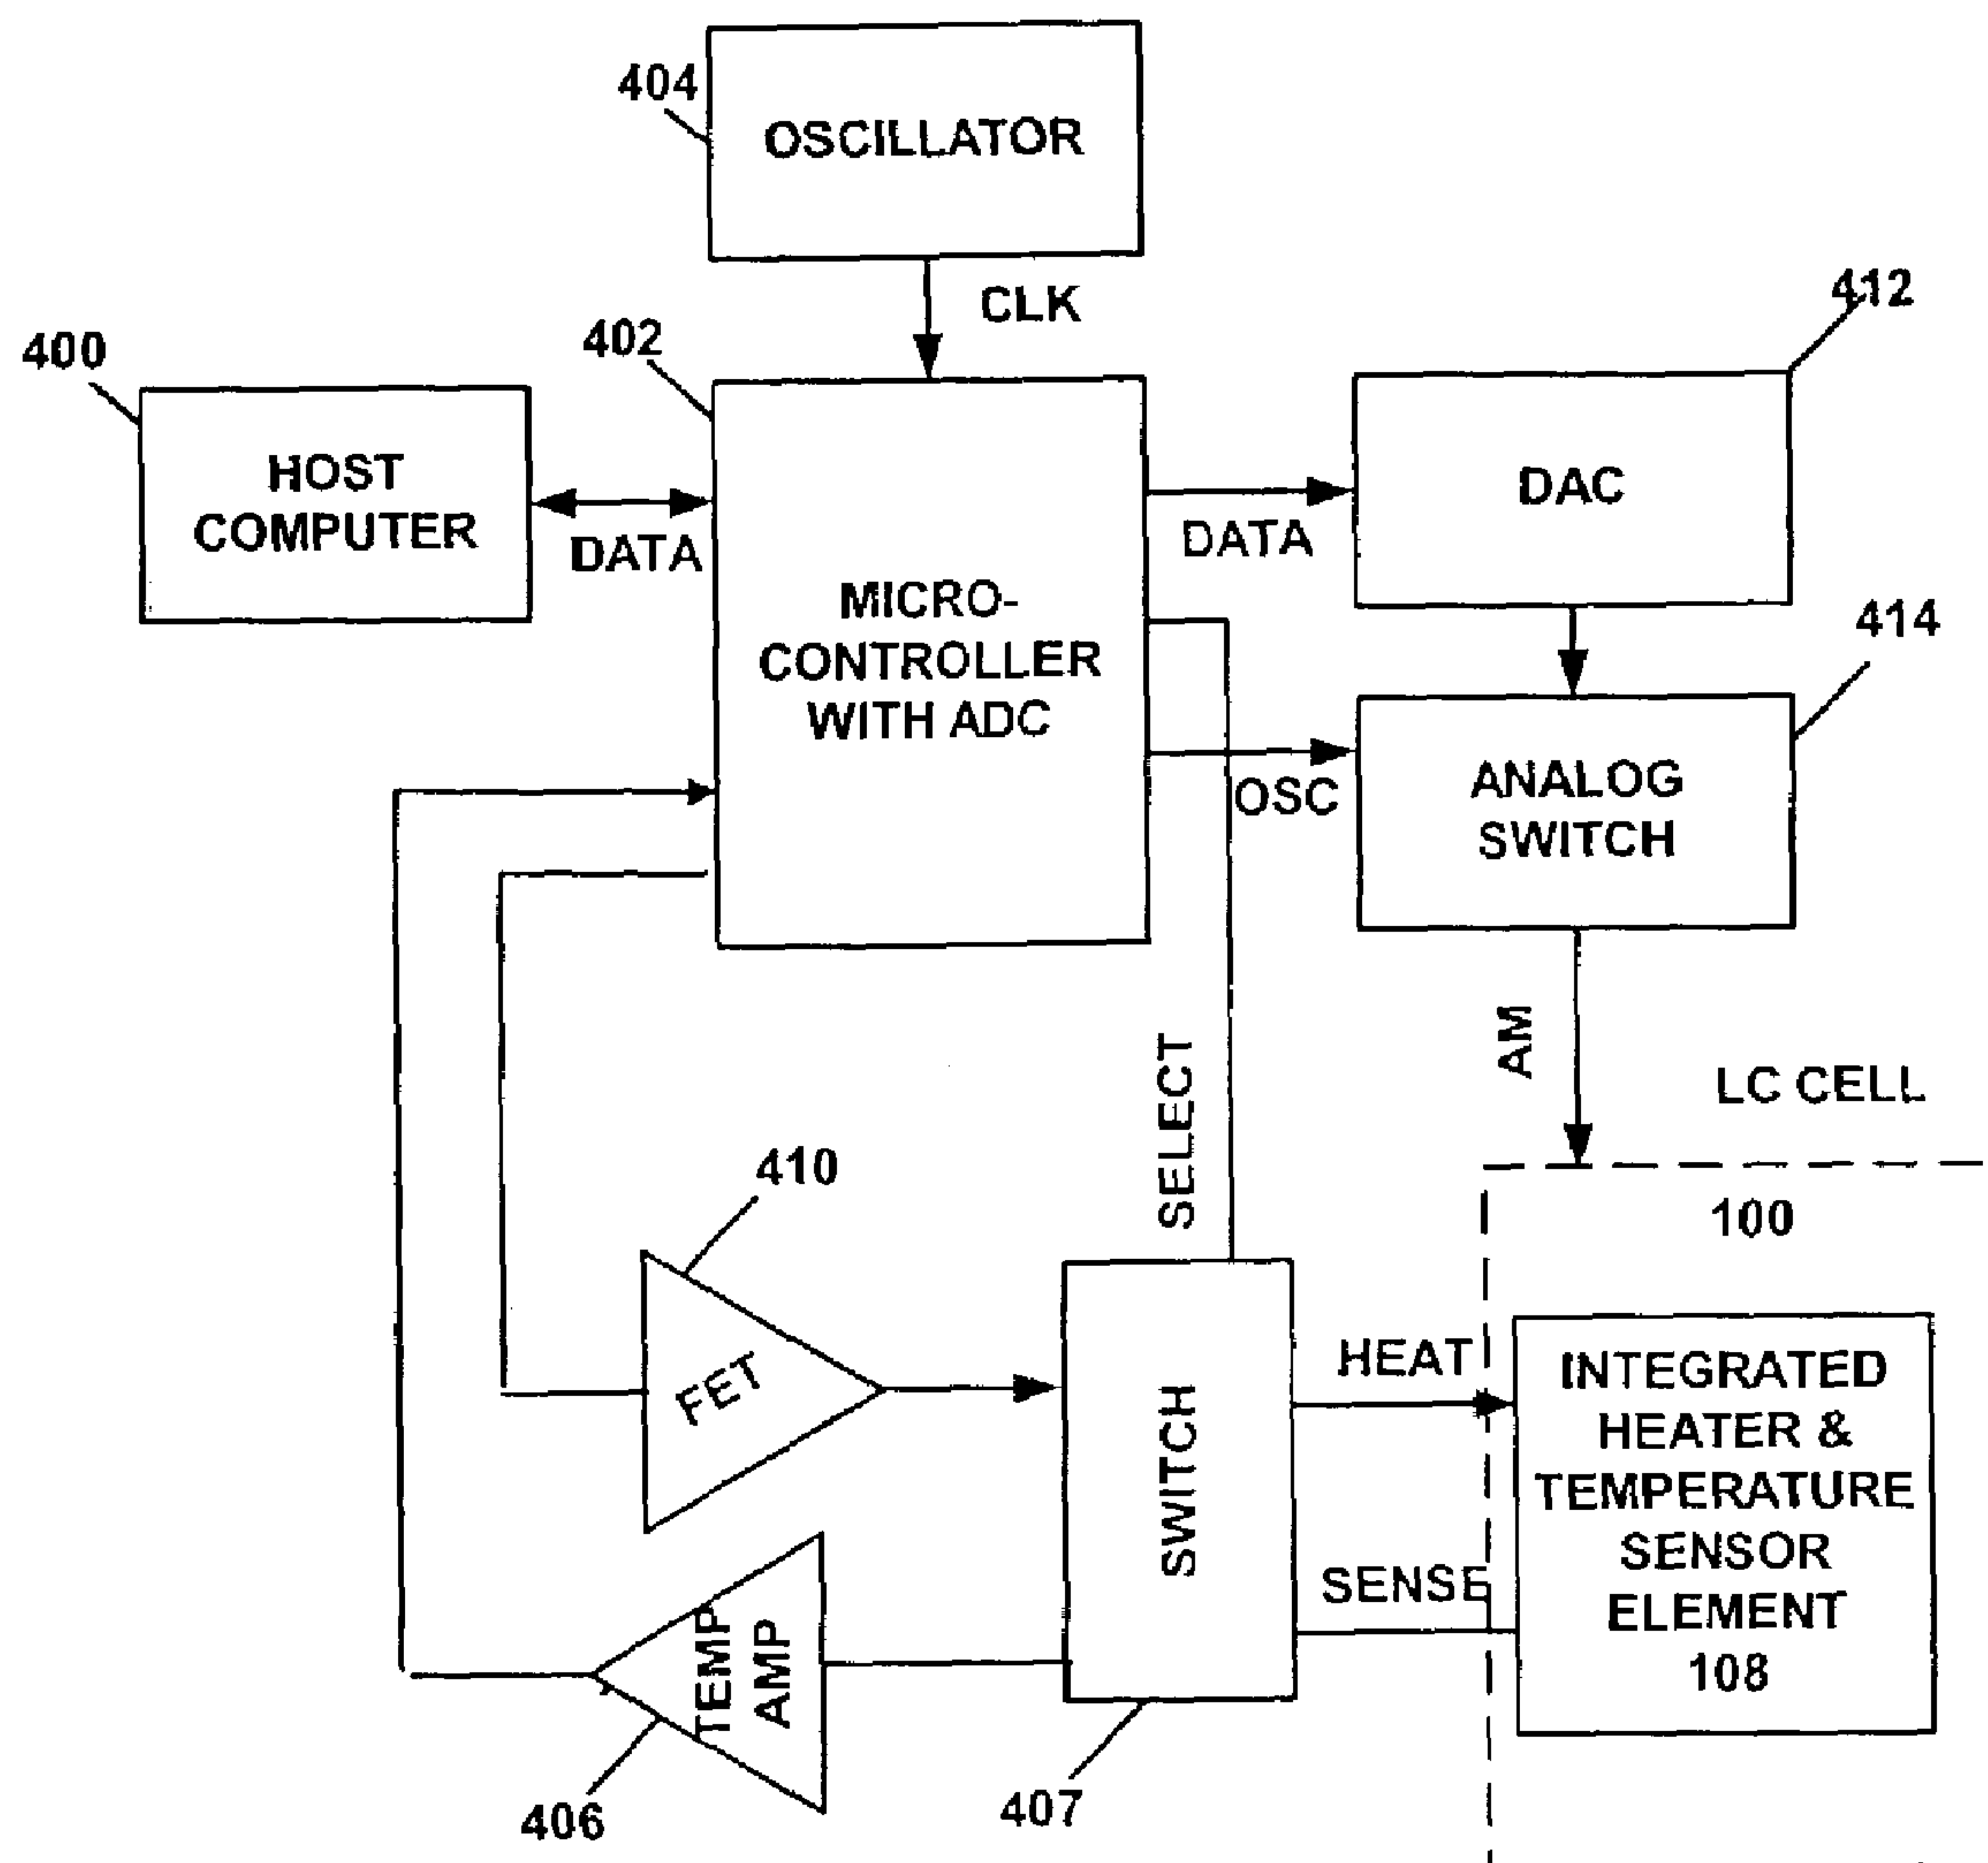 404
OSCILLATOR
CLK
412
400
402
HOST
COMPUTER
DATA
DATA
DAC
MICRO-
CONTROLLER
WITH ADC
414
OSC
ANALOG
SWITCH
AM
SELECT
LC CELL
100
410
FET
SWITCH
HEAT
SENSE
INTEGRATED
HEATER &
TEMPERATURE
SENSOR
ELEMENT
108
TEMP
AMP
406
407